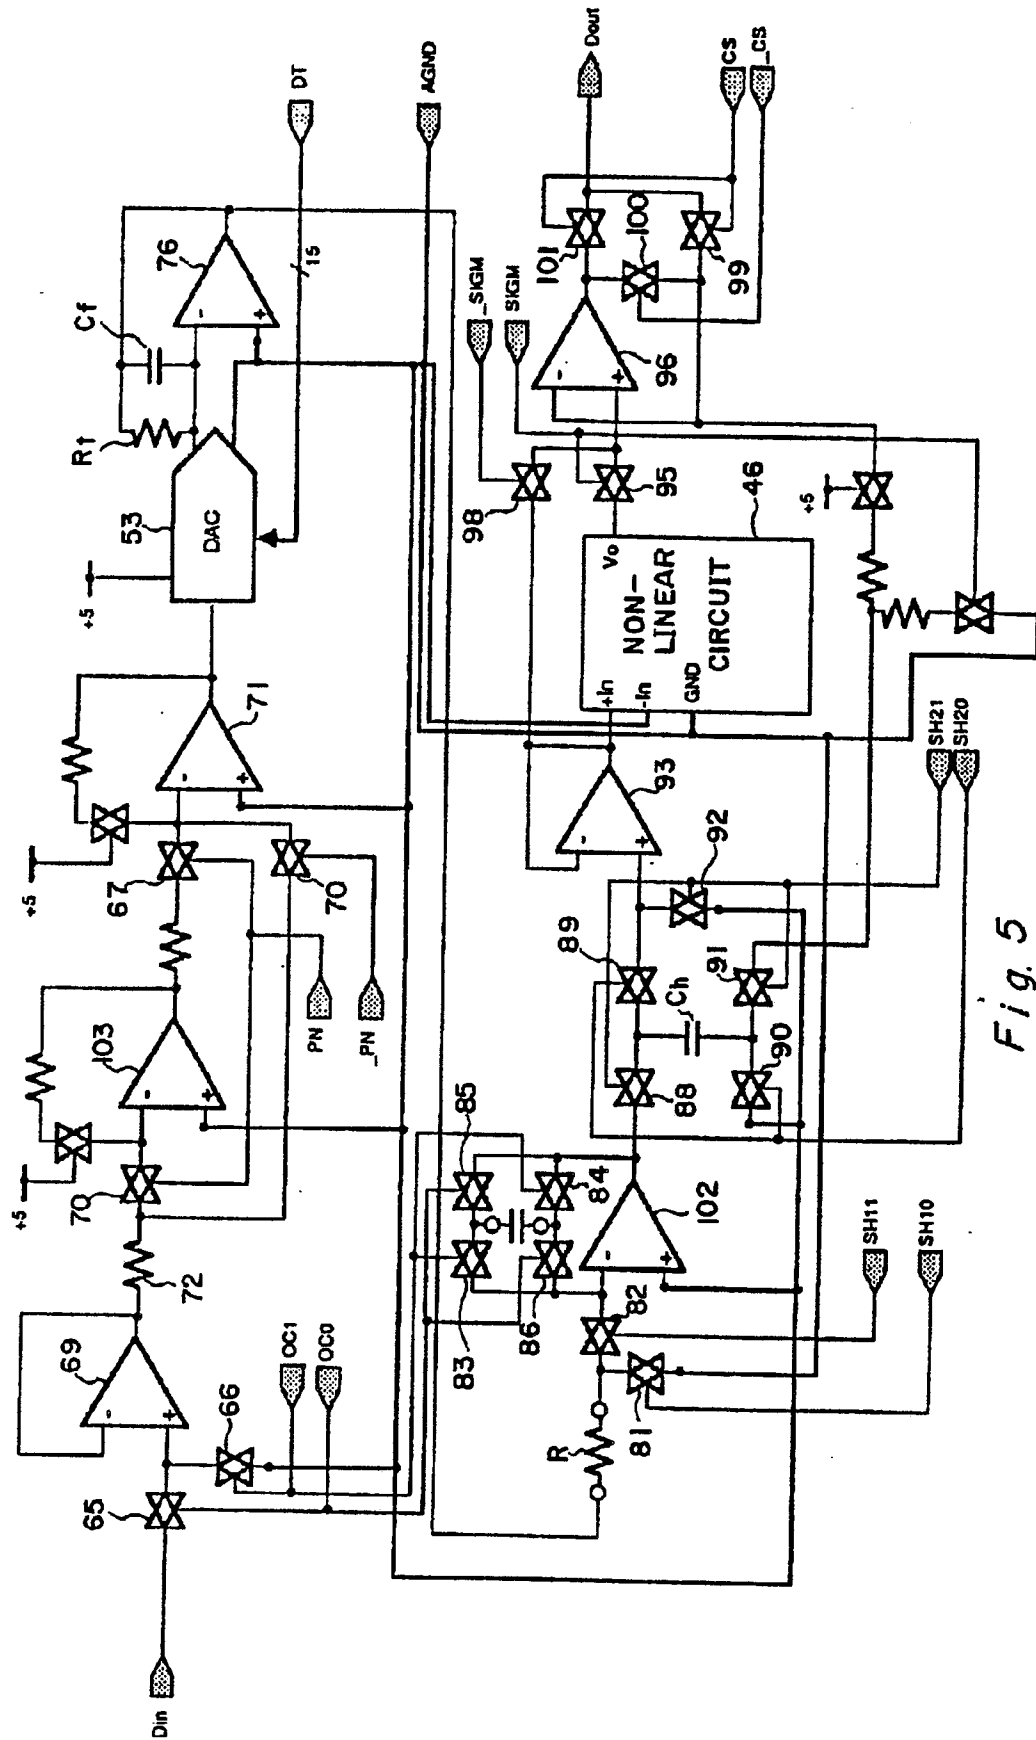 Din
65
66
69
OC1
OC0
72
+5
70
103
PN
_PN
+5
67
70
71
+5
53
DAC
Rf
Cf
76
15
DT
AGND
R
81
82
83
86
85
84
102
SH11
SH10
88
89
Ch
90
91
92
93
SH21
SH20
+In
-In
GND
NON-
LINEAR
CIRCUIT
Vo
46
98
95
+5
_SIGM
SIGM
96
101
100
99
Dout
CS
_CS
Fig. 5